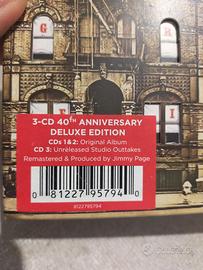 G R
E I
3-CD 40TH ANNIVERSARY
DELUXE EDITION
CDs 1&2: Original Album
CD 3: Unreleased Studio Outtakes
Remastered & Produced by Jimmy Page
0 81227 95794 0
8122795794